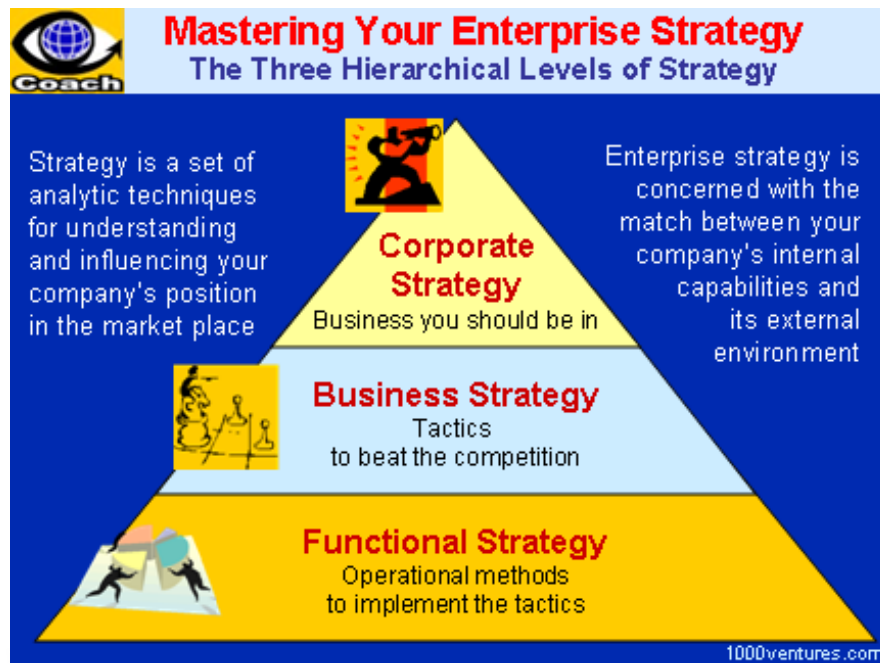 Coach
Mastering Your Enterprise Strategy
The Three Hierarchical Levels of Strategy
Strategy is a set of
analytic techniques
for understanding
and influencing your
company's position
in the market place
Enterprise strategy is
concerned with the
match between your
company's internal
capabilities and
its external
environment
Corporate
Strategy
Business you should be in
Business Strategy
Tactics
to beat the competition
Functional Strategy
Operational methods
to implement the tactics
1000ventures.com